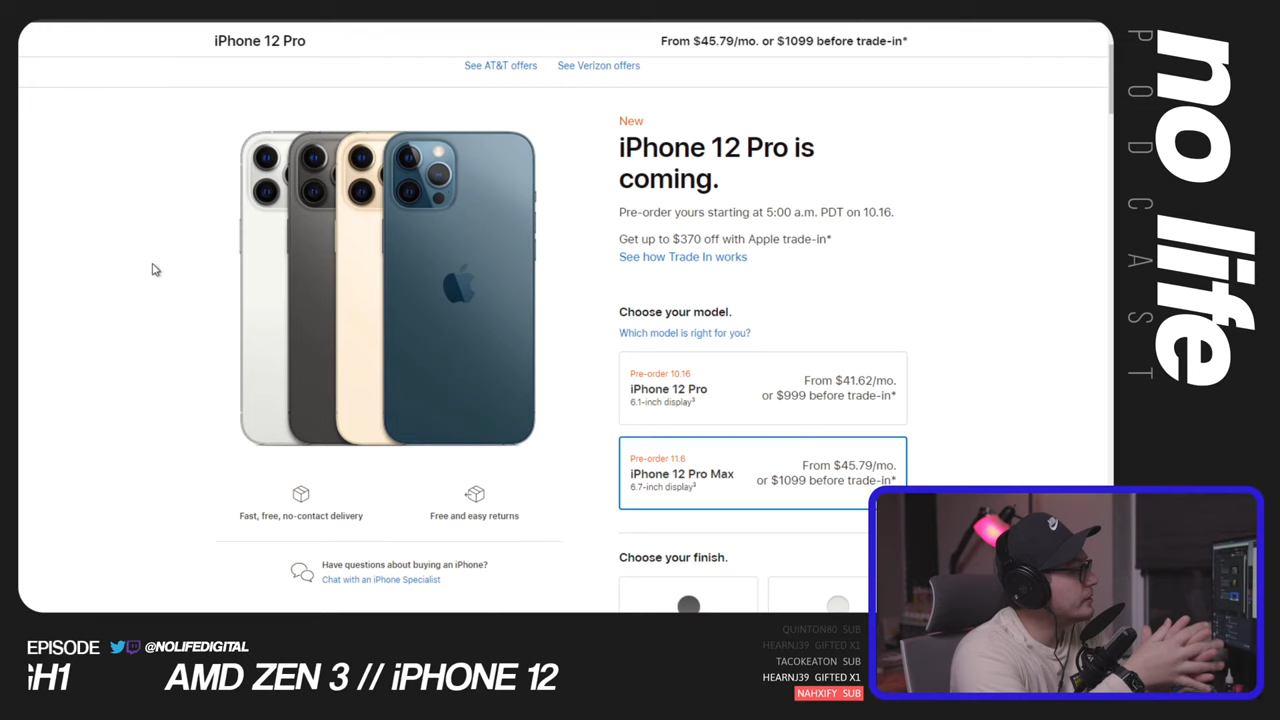 iPhone 12 Pro
From $45.79/mo. or $1099 before trade-in*
See AT&T offers
See Verizon offers
New
iPhone 12 Pro is
coming.
Pre-order yours starting at 5:00 a.m. PDT on 10.16.
Get up to $370 off with Apple trade-in*
See how Trade In works
Choose your model.
Which model is right for you?
Pre-order 10.16
iPhone 12 Pro
6.1-inch display³
From $41.62/mo.
or $999 before trade-in*
Pre-order 11.6
iPhone 12 Pro Max
6.7-inch display³
From $45.79/mo.
or $1099 before trade-in*
Fast, free, no-contact delivery
Free and easy returns
Have questions about buying an iPhone?
Chat with an iPhone Specialist
Choose your finish.
no life
PODCAST
EPISODE
@NOLIFEDIGITAL
AMD ZEN 3 // iPHONE 12
QUINTON80 SUB
HEARNJ39 GIFTED X1
TACOKEATON SUB
HEARNJ39 GIFTED X1
NAHXIFY SUB